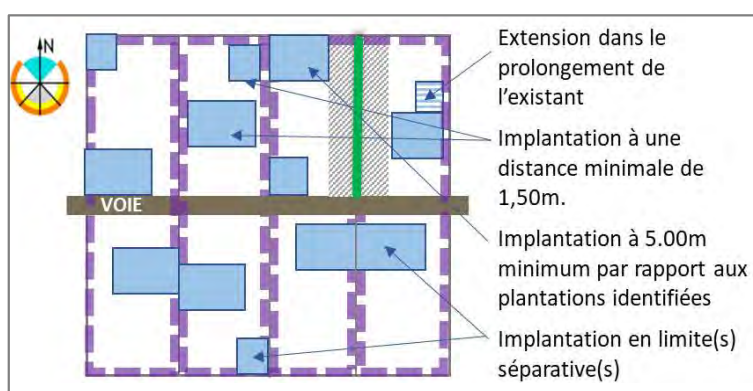 N
VOIE
Extension dans le
prolongement de
l'existant
Implantation à une
distance minimale de
1,50m.
Implantation à 5.00m
minimum par rapport aux
plantations identifiées
Implantation en limite(s)
séparative(s)